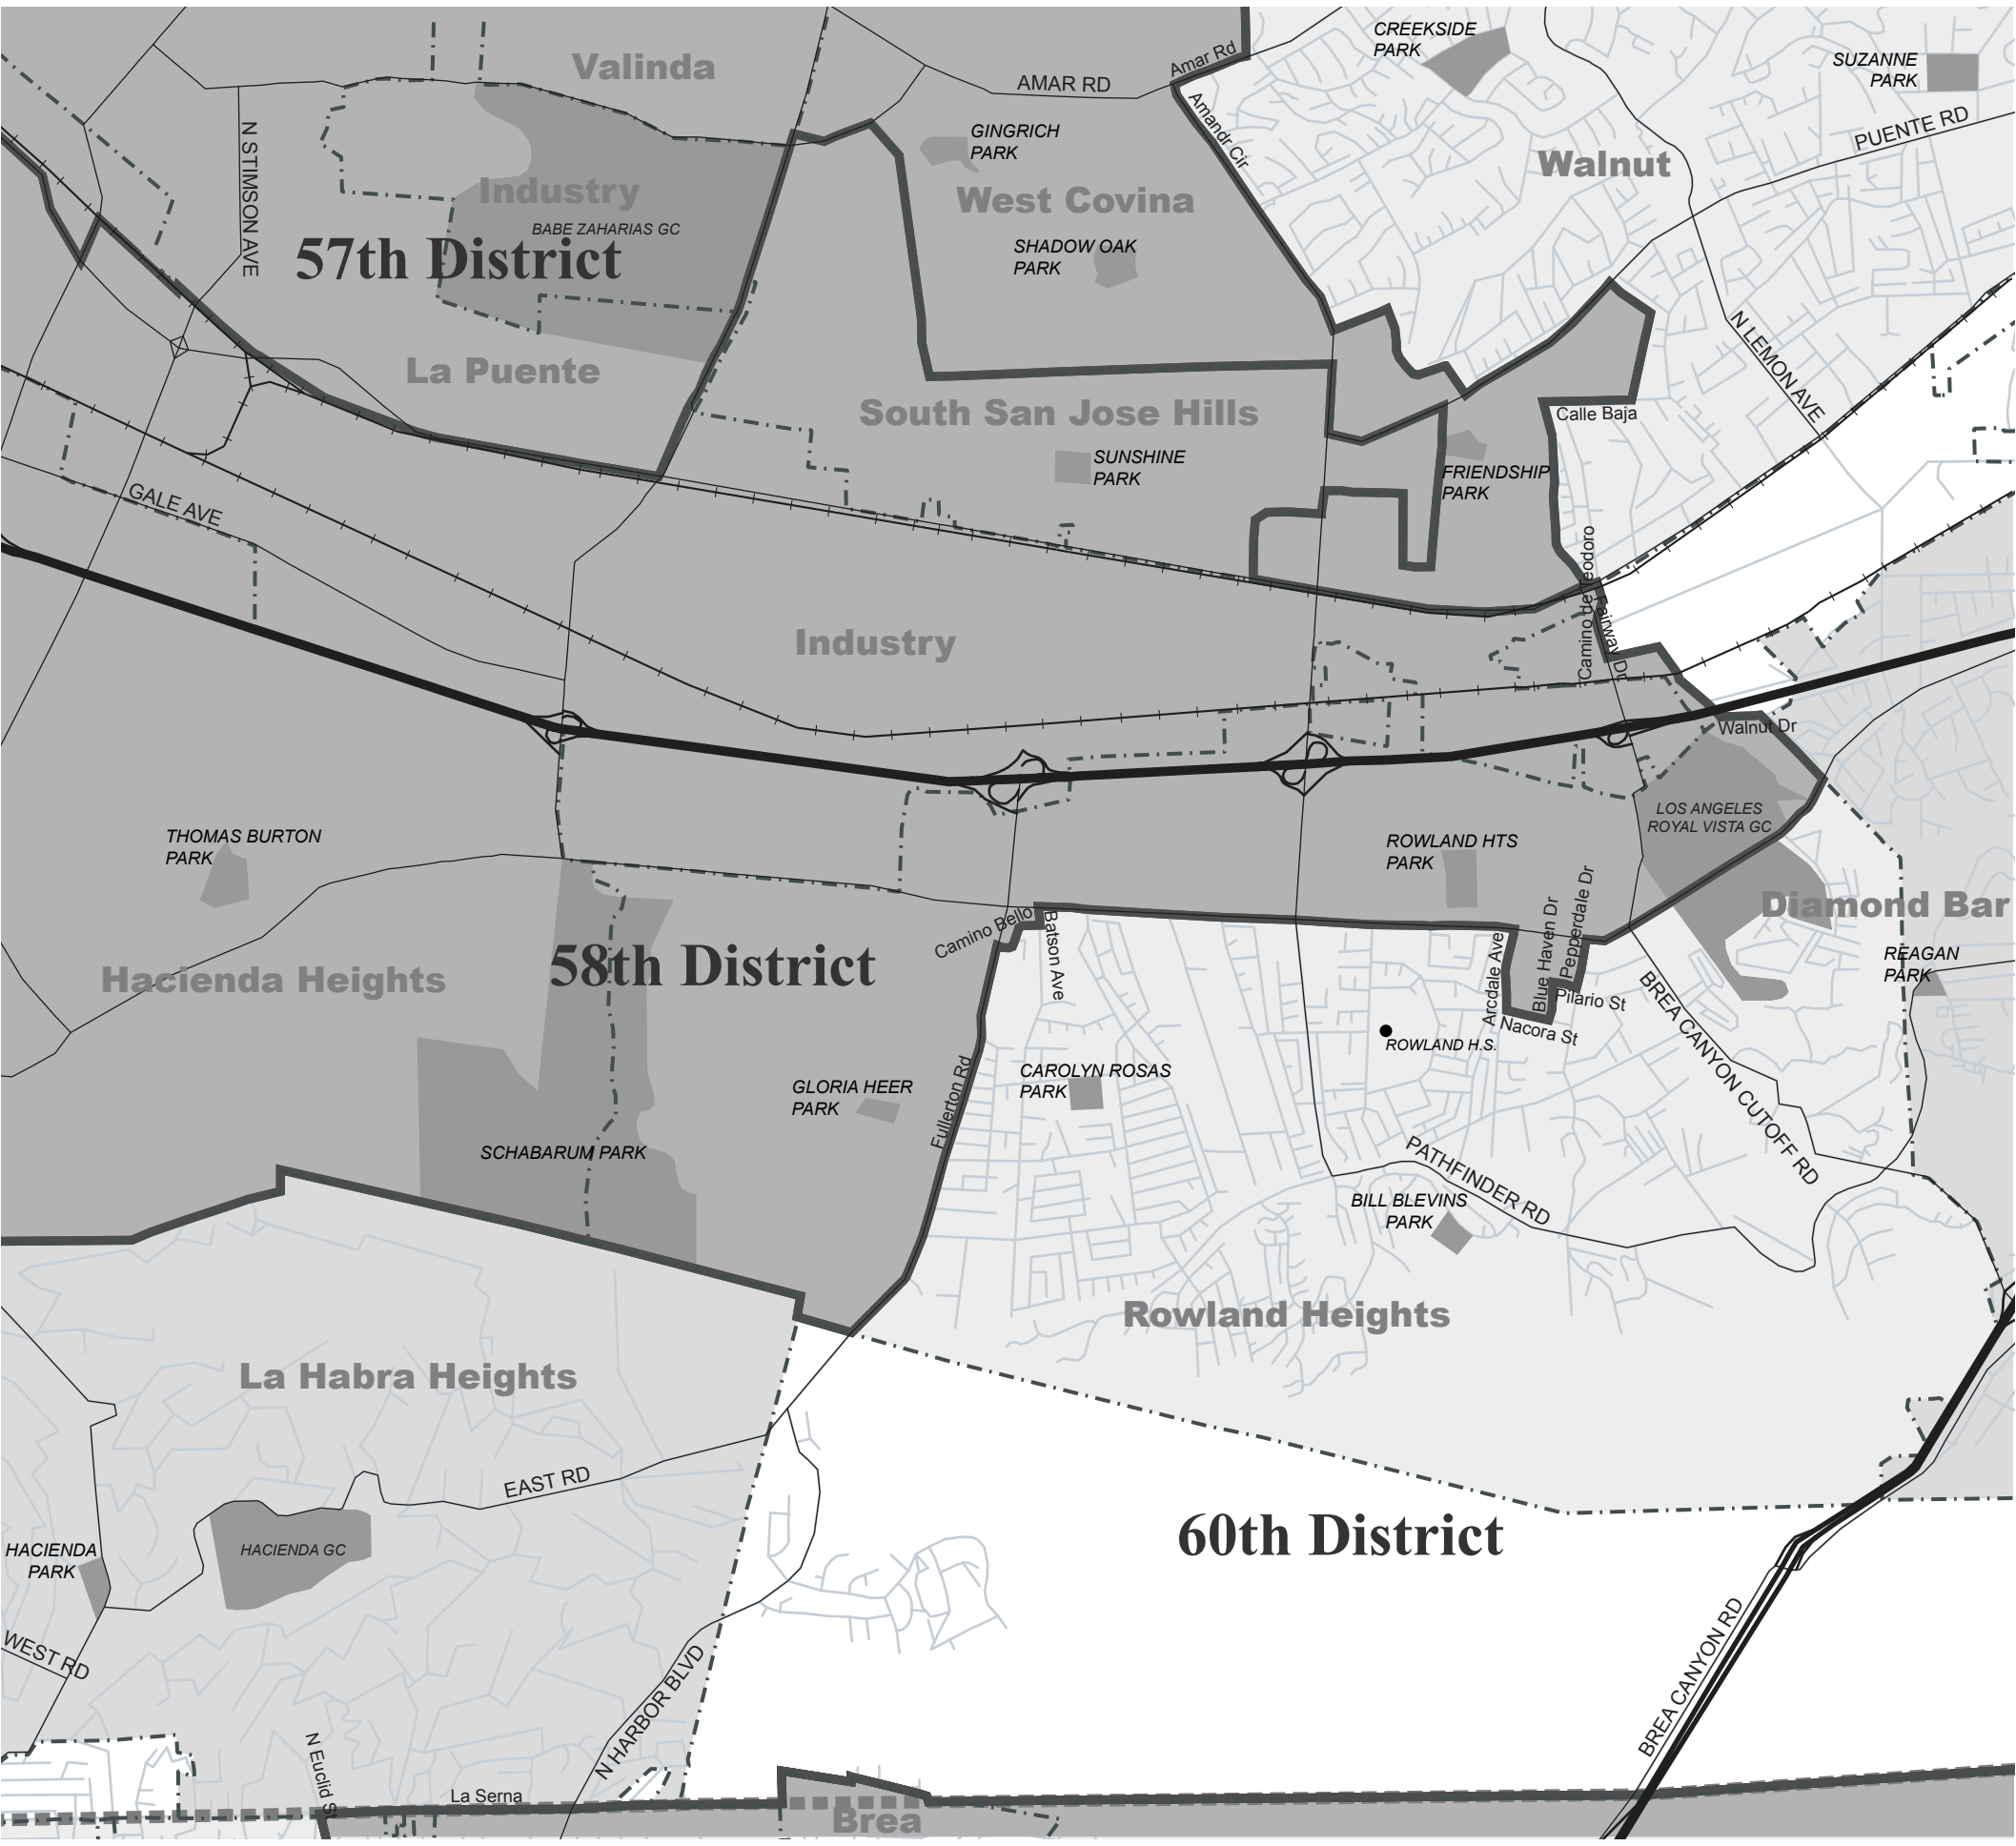 CREEKSIDE
PARK
Valinda
Amar Rd
SUZANNE
PARK
AMAR RD
Amandr Cir
PUENTE RD
N STIMSON AVE
GINGRICH
PARK
Walnut
Industry
West Covina
BABE ZAHARIAS GC
57th District
SHADOW OAK
PARK
N LEMON AVE
La Puente
South San Jose Hills
Calle Baja
SUNSHINE
PARK
FRIENDSHIP
PARK
GALE AVE
Camino de Teodoro
Fairway Dr
Industry
Walnut Dr
LOS ANGELES
ROYAL VISTA GC
THOMAS BURTON
PARK
ROWLAND HTS
PARK
Diamond Bar
Camino Bello
Batson Ave
Arcdale Ave
Blue Haven Dr
Pepperdale Dr
58th District
Hacienda Heights
REAGAN
PARK
Pilario St
Nacora St
BREA CANYON CUTOFF RD
ROWLAND H.S.
GLORIA HEER
PARK
Fullerton Rd
CAROLYN ROSAS
PARK
SCHABARUM PARK
PATHFINDER RD
BILL BLEVINS
PARK
Rowland Heights
La Habra Heights
EAST RD
60th District
HACIENDA
PARK
HACIENDA GC
WEST RD
N HARBOR BLVD
BREA CANYON RD
N Euclid St
La Serna
Brea